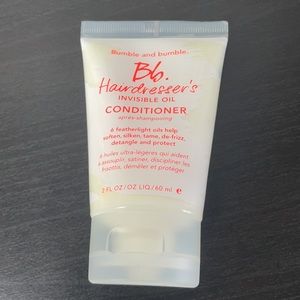 Bumble and bumble.
Bb.
Hairdresser's
INVISIBLE OIL
CONDITIONER
après-shampooing
6 featherlight oils help
soften, silken, tame, de-frizz,
detangle and protect
6 huiles ultra-légères qui aident
à assouplir, satiner, discipliner les
frisottis, démêler et protéger
2 FL/OZ/OZ LIQ./60 ml e